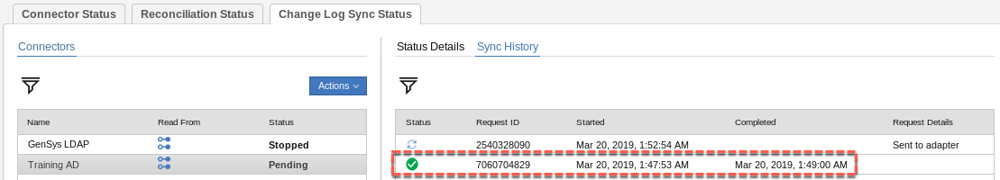 Connector Status Reconciliation Status Change Log Sync Status
Connectors
Actions
Name Read From Status
GenSys LDAP Stopped
Training AD Pending
Status Details Sync History
Status Request ID Started Completed Request Details
2540328090 Mar 20, 2019, 1:52:54 AM Sent to adapter
7060704829 Mar 20, 2019, 1:47:53 AM Mar 20, 2019, 1:49:00 AM